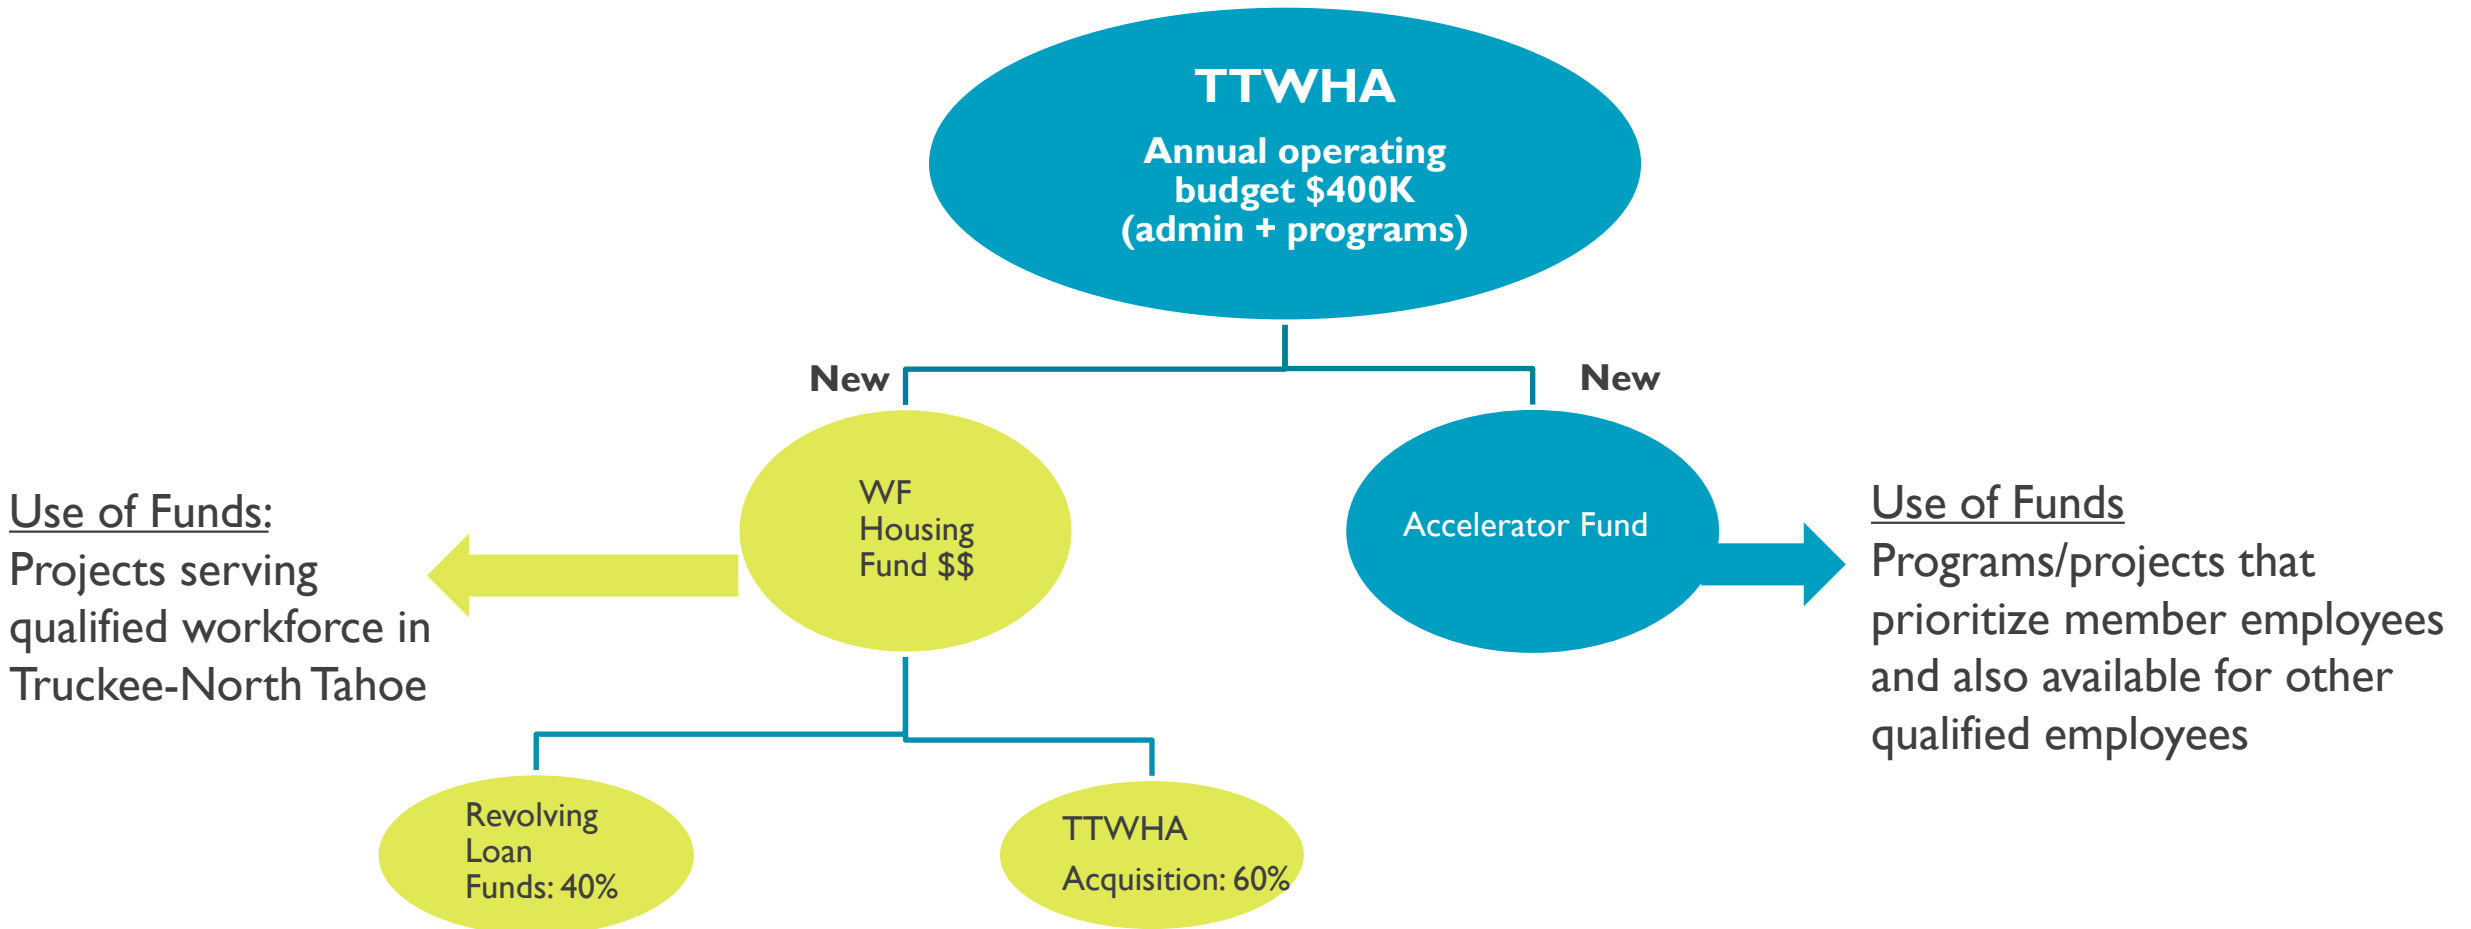 TTWHA
Annual operating
budget $400K
(admin + programs)
New
New
WF
Housing
Fund $$
Accelerator Fund
Use of Funds:
Projects serving
qualified workforce in
Truckee-North Tahoe
Use of Funds
Programs/projects that
prioritize member employees
and also available for other
qualified employees
Revolving
Loan
Funds: 40%
TTWHA
Acquisition: 60%